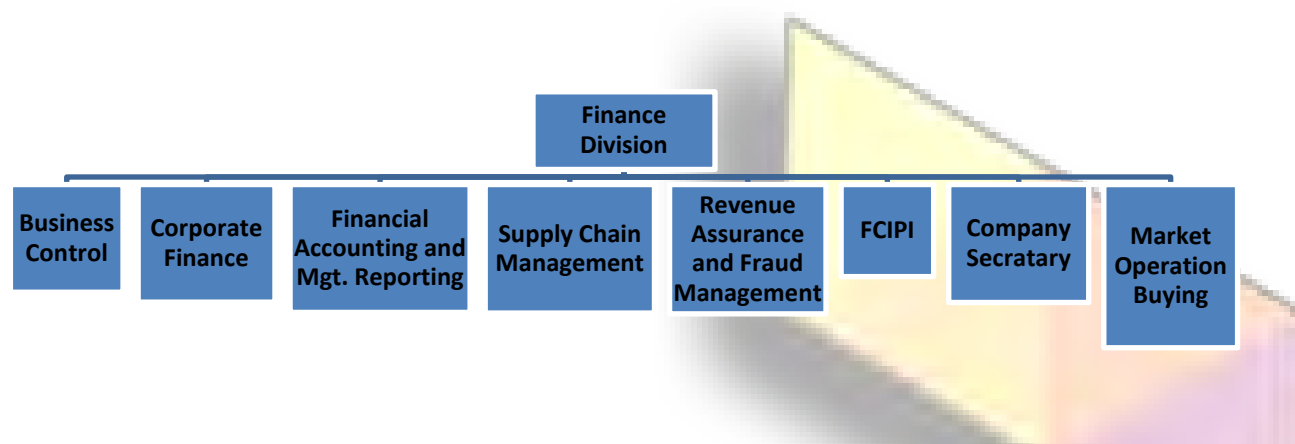 Finance
Division
Business
Control
Corporate
Finance
Financial
Accounting and
Mgt. Reporting
Supply Chain
Management
Revenue
Assurance
and Fraud
Management
FCIPI
Company
Secratary
Market
Operation
Buying